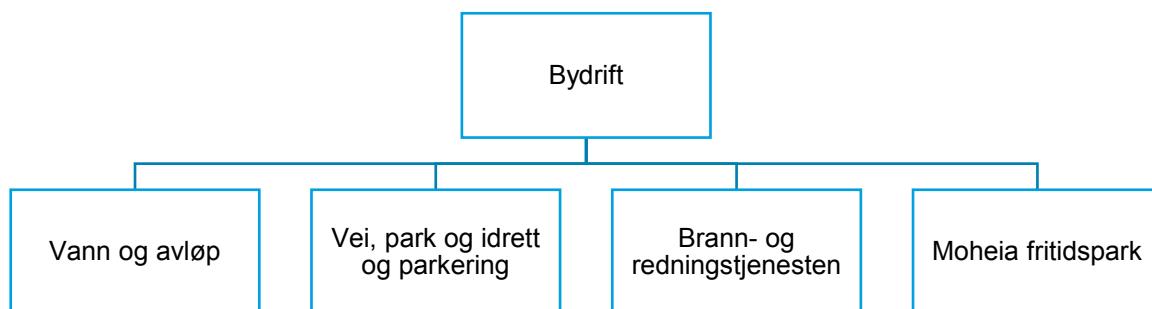 Bydrift
Vann og avløp
Vei, park og idrett
og parkering
Brann- og
redningstjenesten
Moheia fritidspark